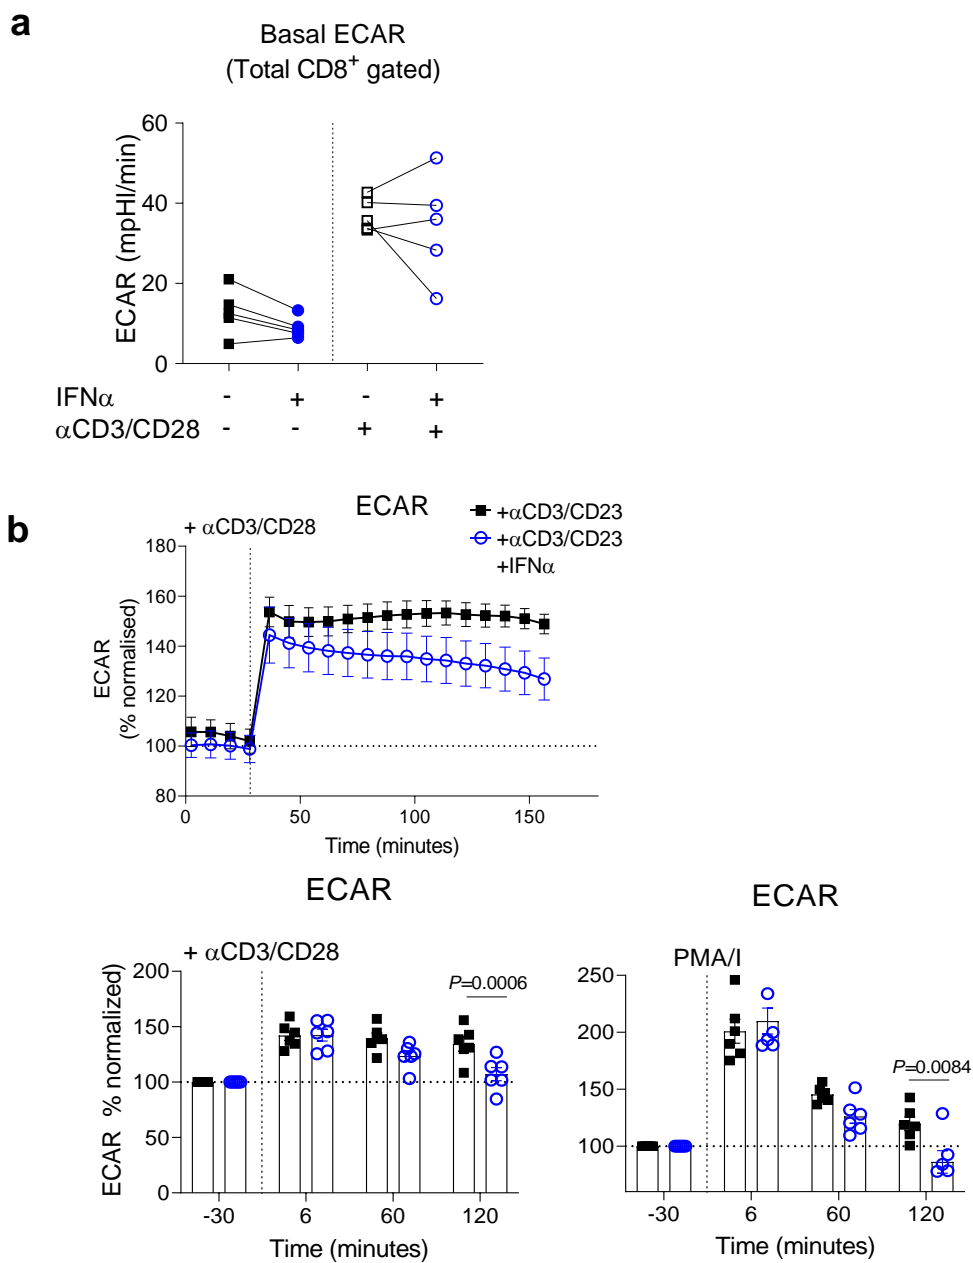 a
Basal ECAR
(Total CD8+ gated)
ECAR (mpHI/min)
60
40
20
0
IFNα - + - +
αCD3/CD28 - - + +
b
ECAR
+ αCD3/CD28
+αCD3/CD23
+αCD3/CD23
+IFNα
ECAR
(% normalised)
180
160
140
120
100
80
0 50 100 150
Time (minutes)
ECAR
+ αCD3/CD28
ECAR % normalized)
200
150
100
50
0
P=0.0006
-30 6 60 120
Time (minutes)
ECAR
PMA/I
250
200
150
100
P=0.0084
-30 6 60 120
Time (minutes)